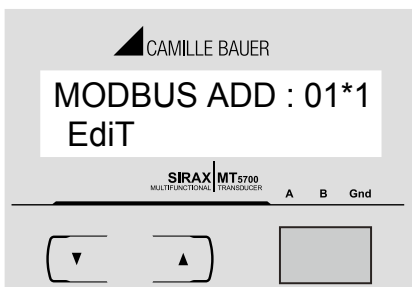 CAMILLE BAUER
MODBUS ADD : 01*1
EdiT
SIRAX MT5700
MULTIFUNCTIONAL TRANSDUCER
A B Gnd